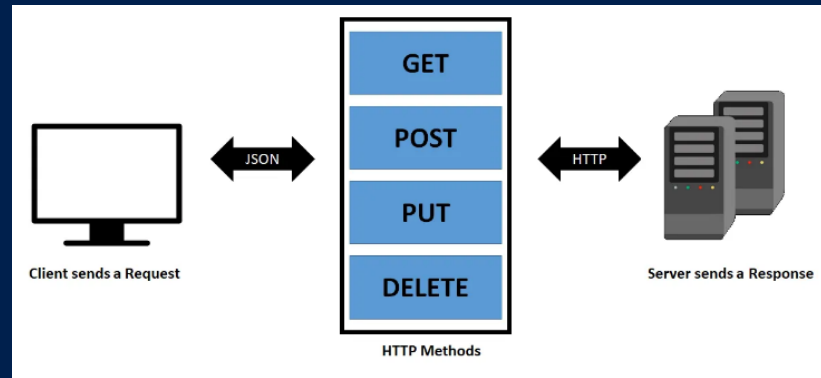 GET
POST
PUT
DELETE
JSON
HTTP
Client sends a Request
Server sends a Response
HTTP Methods